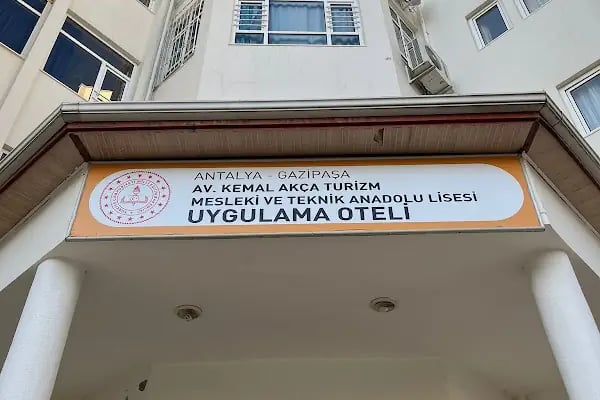 ANTALYA - GAZİPAŞA
AV. KEMAL AKÇA TURİZM
MESLEKİ VE TEKNİK ANADOLU LİSESİ
UYGULAMA OTELİ